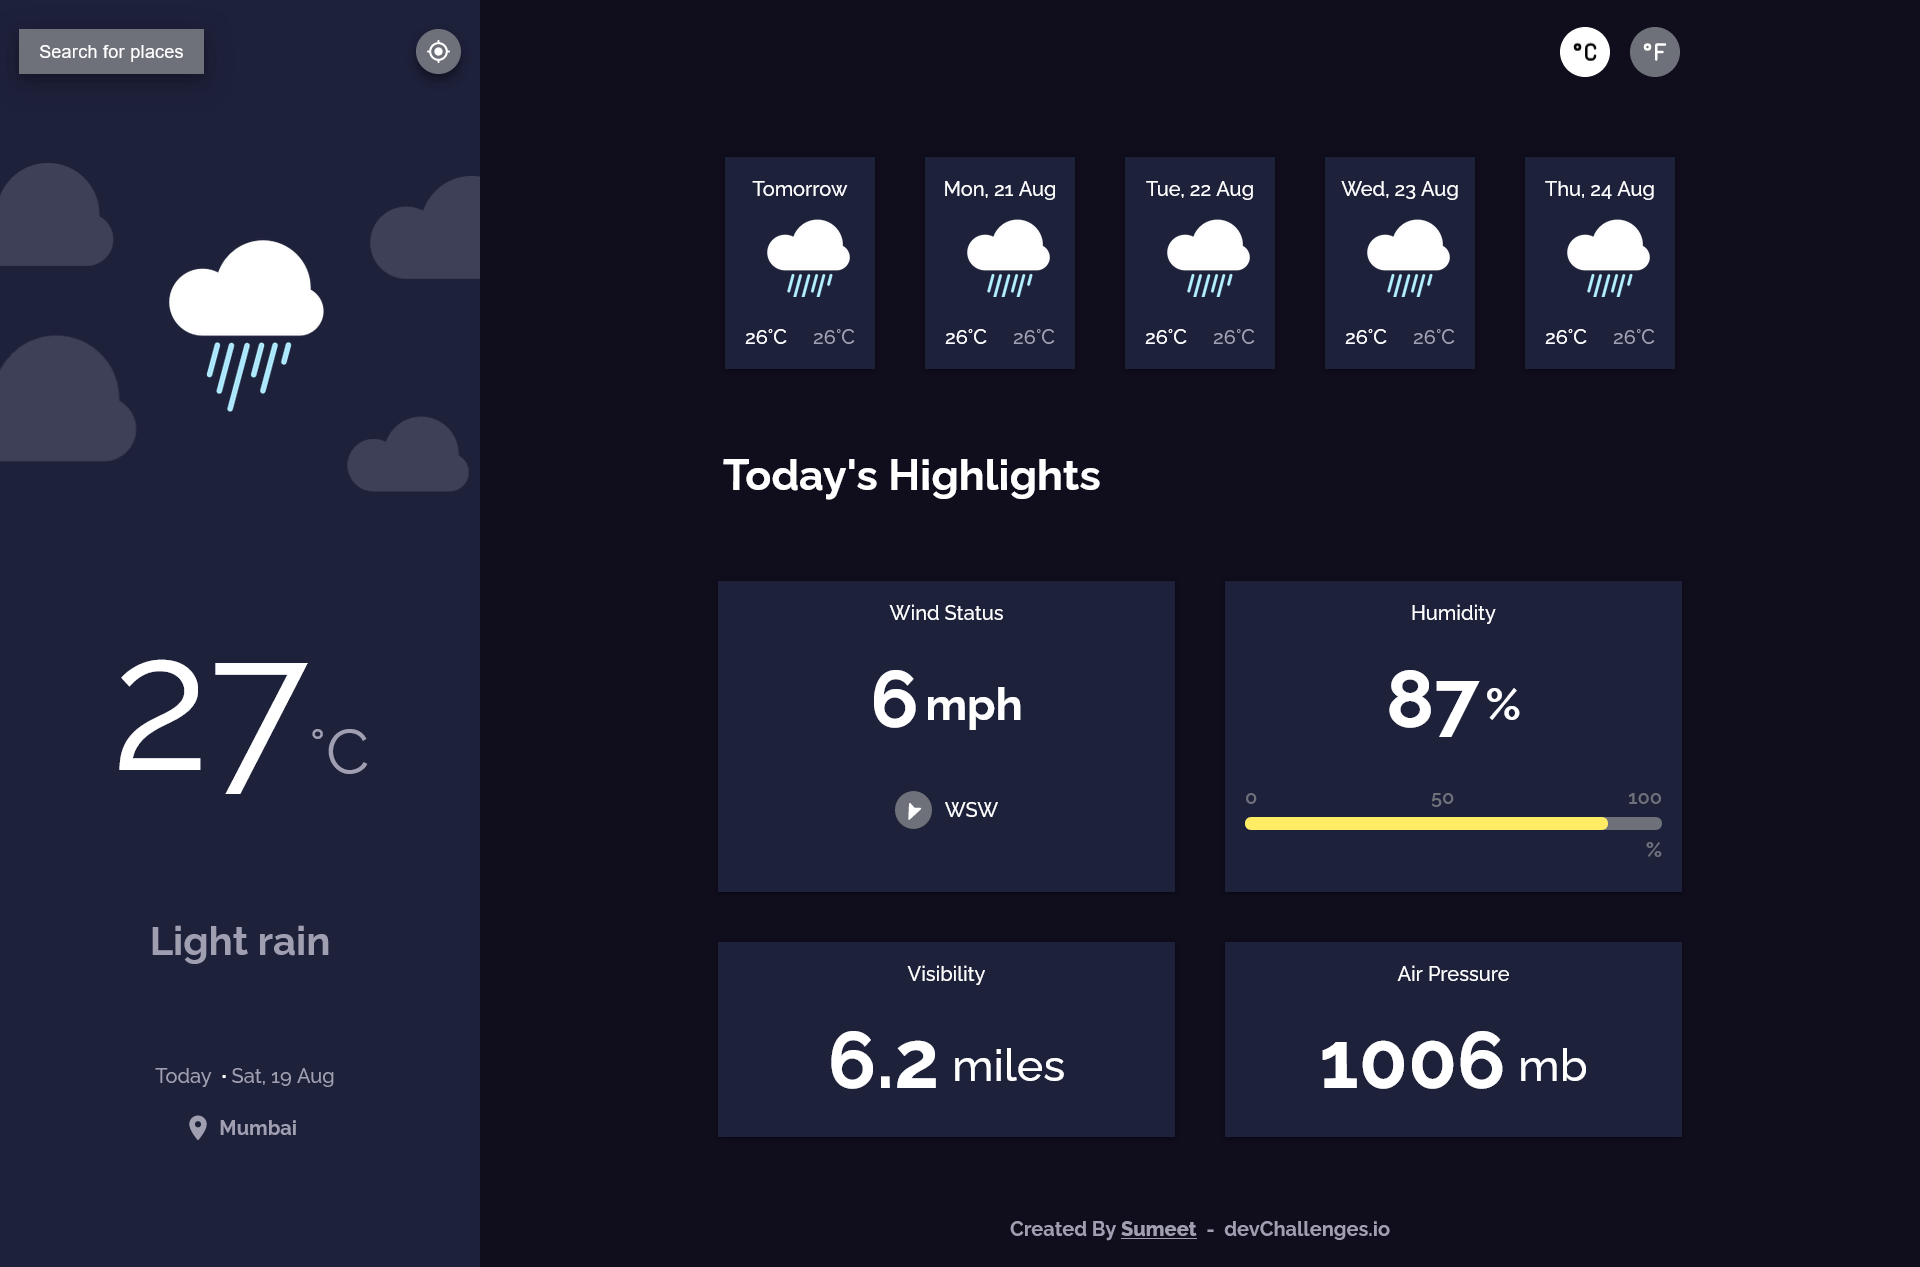 Search for places
27
°C
Light rain
Today · Sat, 19 Aug
Mumbai
°C
°F
Tomorrow
26°C 26°C
Mon, 21 Aug
26°C 26°C
Tue, 22 Aug
26°C 26°C
Wed, 23 Aug
26°C 26°C
Thu, 24 Aug
26°C 26°C
Today's Highlights
Wind Status
6 mph
WSW
Humidity
87 %
0 50 100
%
Visibility
6.2 miles
Air Pressure
1006 mb
Created By Sumeet - devChallenges.io